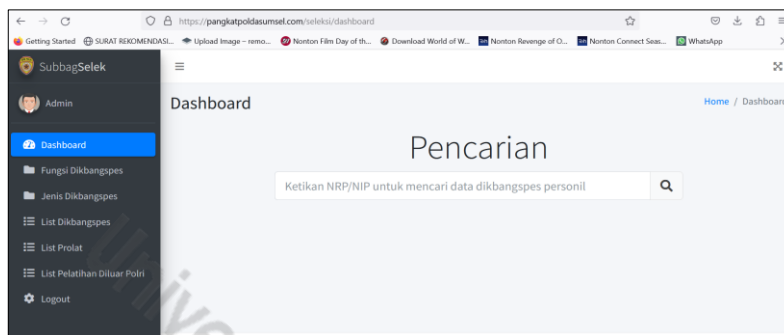 https://pangkatpoldasumsel.com/seleksi/dashboard
Getting Started SURAT REKOMENDASI... Upload Image – remo... Nonton Film Day of th... Download World of W... Nonton Revenge of O... Nonton Connect Seas... WhatsApp
SubbagSelek
Admin
Dashboard
Home / Dashboard
Dashboard
Fungsi Dikbangspes
Jenis Dikbangspes
List Dikbangspes
List Prolat
List Pelatihan Diluar Polri
Logout
Pencarian
Ketikan NRP/NIP untuk mencari data dikbangspes personil
Unive